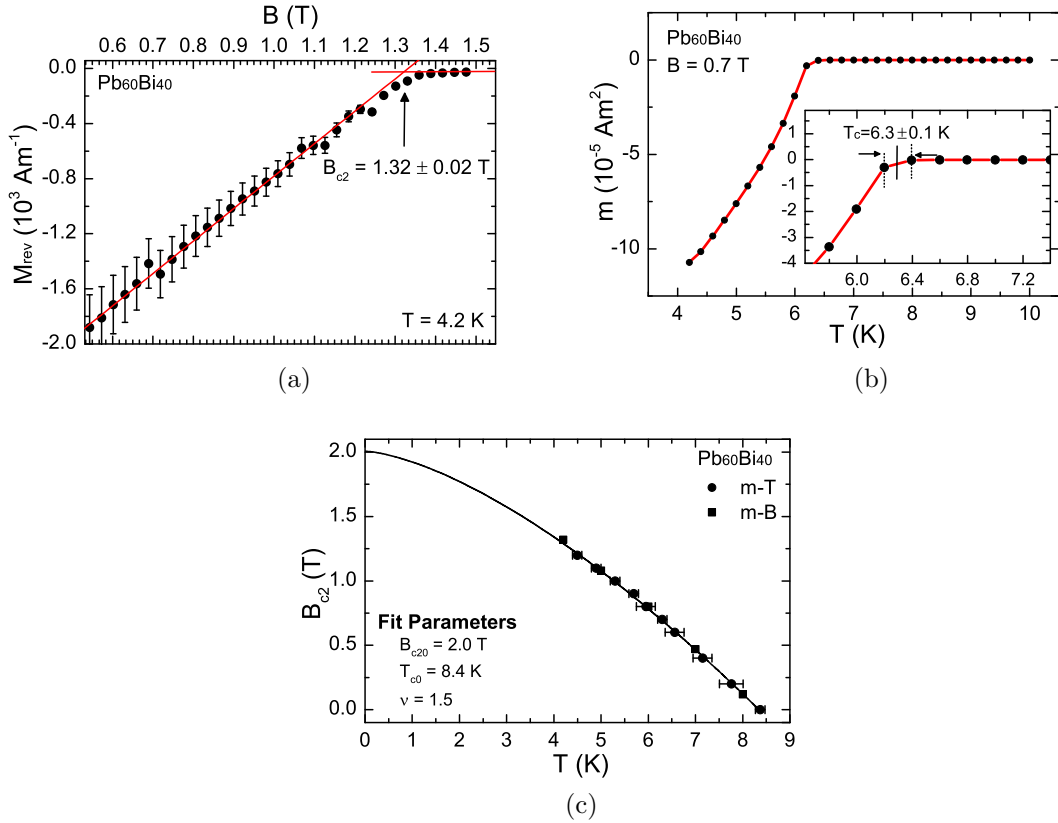 B (T)
0.6 0.7 0.8 0.9 1.0 1.1 1.2 1.3 1.4 1.5
0.0
-0.4
-0.8
-1.2
-1.6
-2.0
Mrev (10³ Am⁻¹)
Pb₆₀Bi₄₀
B_c2 = 1.32 ± 0.02 T
T = 4.2 K
(a)
Pb₆₀Bi₄₀
B = 0.7 T
0
-5
-10
m (10⁻⁵ Am²)
T_c=6.3±0.1 K
1
0
-1
-2
-3
-4
6.0 6.4 6.8 7.2
4 5 6 7 8 9 10
T (K)
(b)
2.0
1.5
1.0
0.5
0.0
B_c2 (T)
Pb₆₀Bi₄₀
m-T
m-B
Fit Parameters
B_c20 = 2.0 T
T_c0 = 8.4 K
ν = 1.5
0 1 2 3 4 5 6 7 8 9
T (K)
(c)